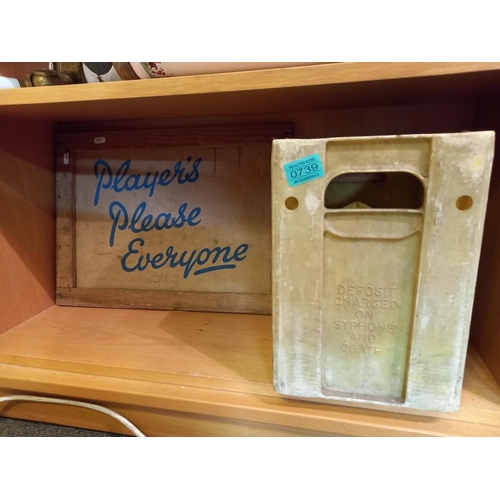 Player's
Please
Everyone
0739
DEPOSIT
CHARGED
ON
SYPHONS
AND
CRATE